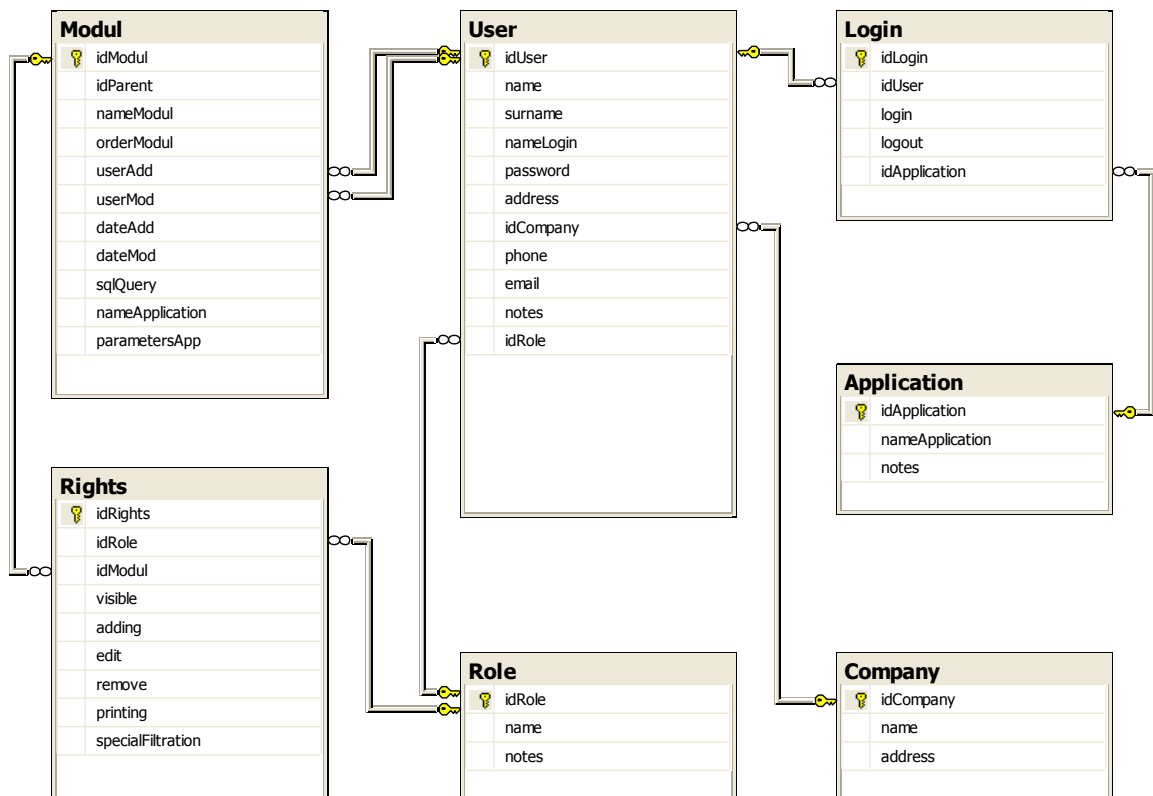 Modul
idModul
idParent
nameModul
orderModul
userAdd
userMod
dateAdd
dateMod
sqlQuery
nameApplication
parametersApp
User
idUser
name
surname
nameLogin
password
address
idCompany
phone
email
notes
idRole
Login
idLogin
idUser
login
logout
idApplication
Application
idApplication
nameApplication
notes
Rights
idRights
idRole
idModul
visible
adding
edit
remove
printing
specialFiltration
Role
idRole
name
notes
Company
idCompany
name
address